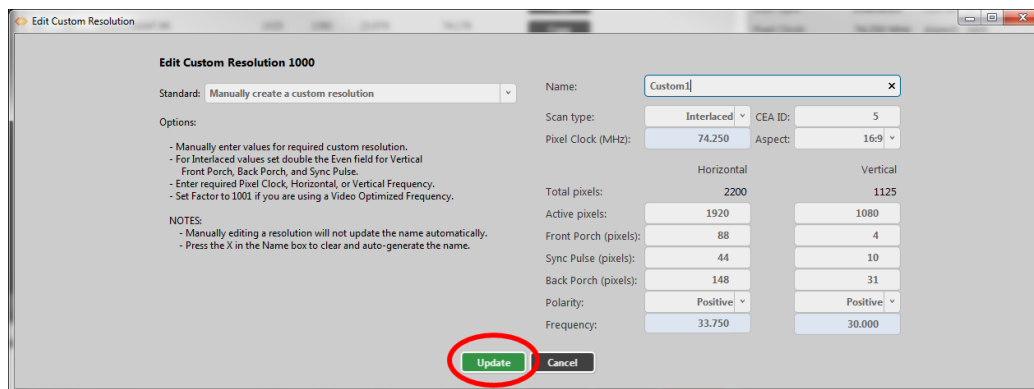 Edit Custom Resolution
Edit Custom Resolution 1000
Standard: Manually create a custom resolution
Options:
- Manually enter values for required custom resolution.
- For Interlaced values set double the Even field for Vertical
Front Porch, Back Porch, and Sync Pulse.
- Enter required Pixel Clock, Horizontal, or Vertical Frequency.
- Set Factor to 1001 if you are using a Video Optimized Frequency.
NOTES:
- Manually editing a resolution will not update the name automatically.
- Press the X in the Name box to clear and auto-generate the name.
Name: Custom1
Scan type: Interlaced CEA ID: 5
Pixel Clock (MHz): 74.250 Aspect: 16:9
Horizontal Vertical
Total pixels: 2200 1125
Active pixels: 1920 1080
Front Porch (pixels): 88 4
Sync Pulse (pixels): 44 10
Back Porch (pixels): 148 31
Polarity: Positive Positive
Frequency: 33.750 30.000
Update Cancel